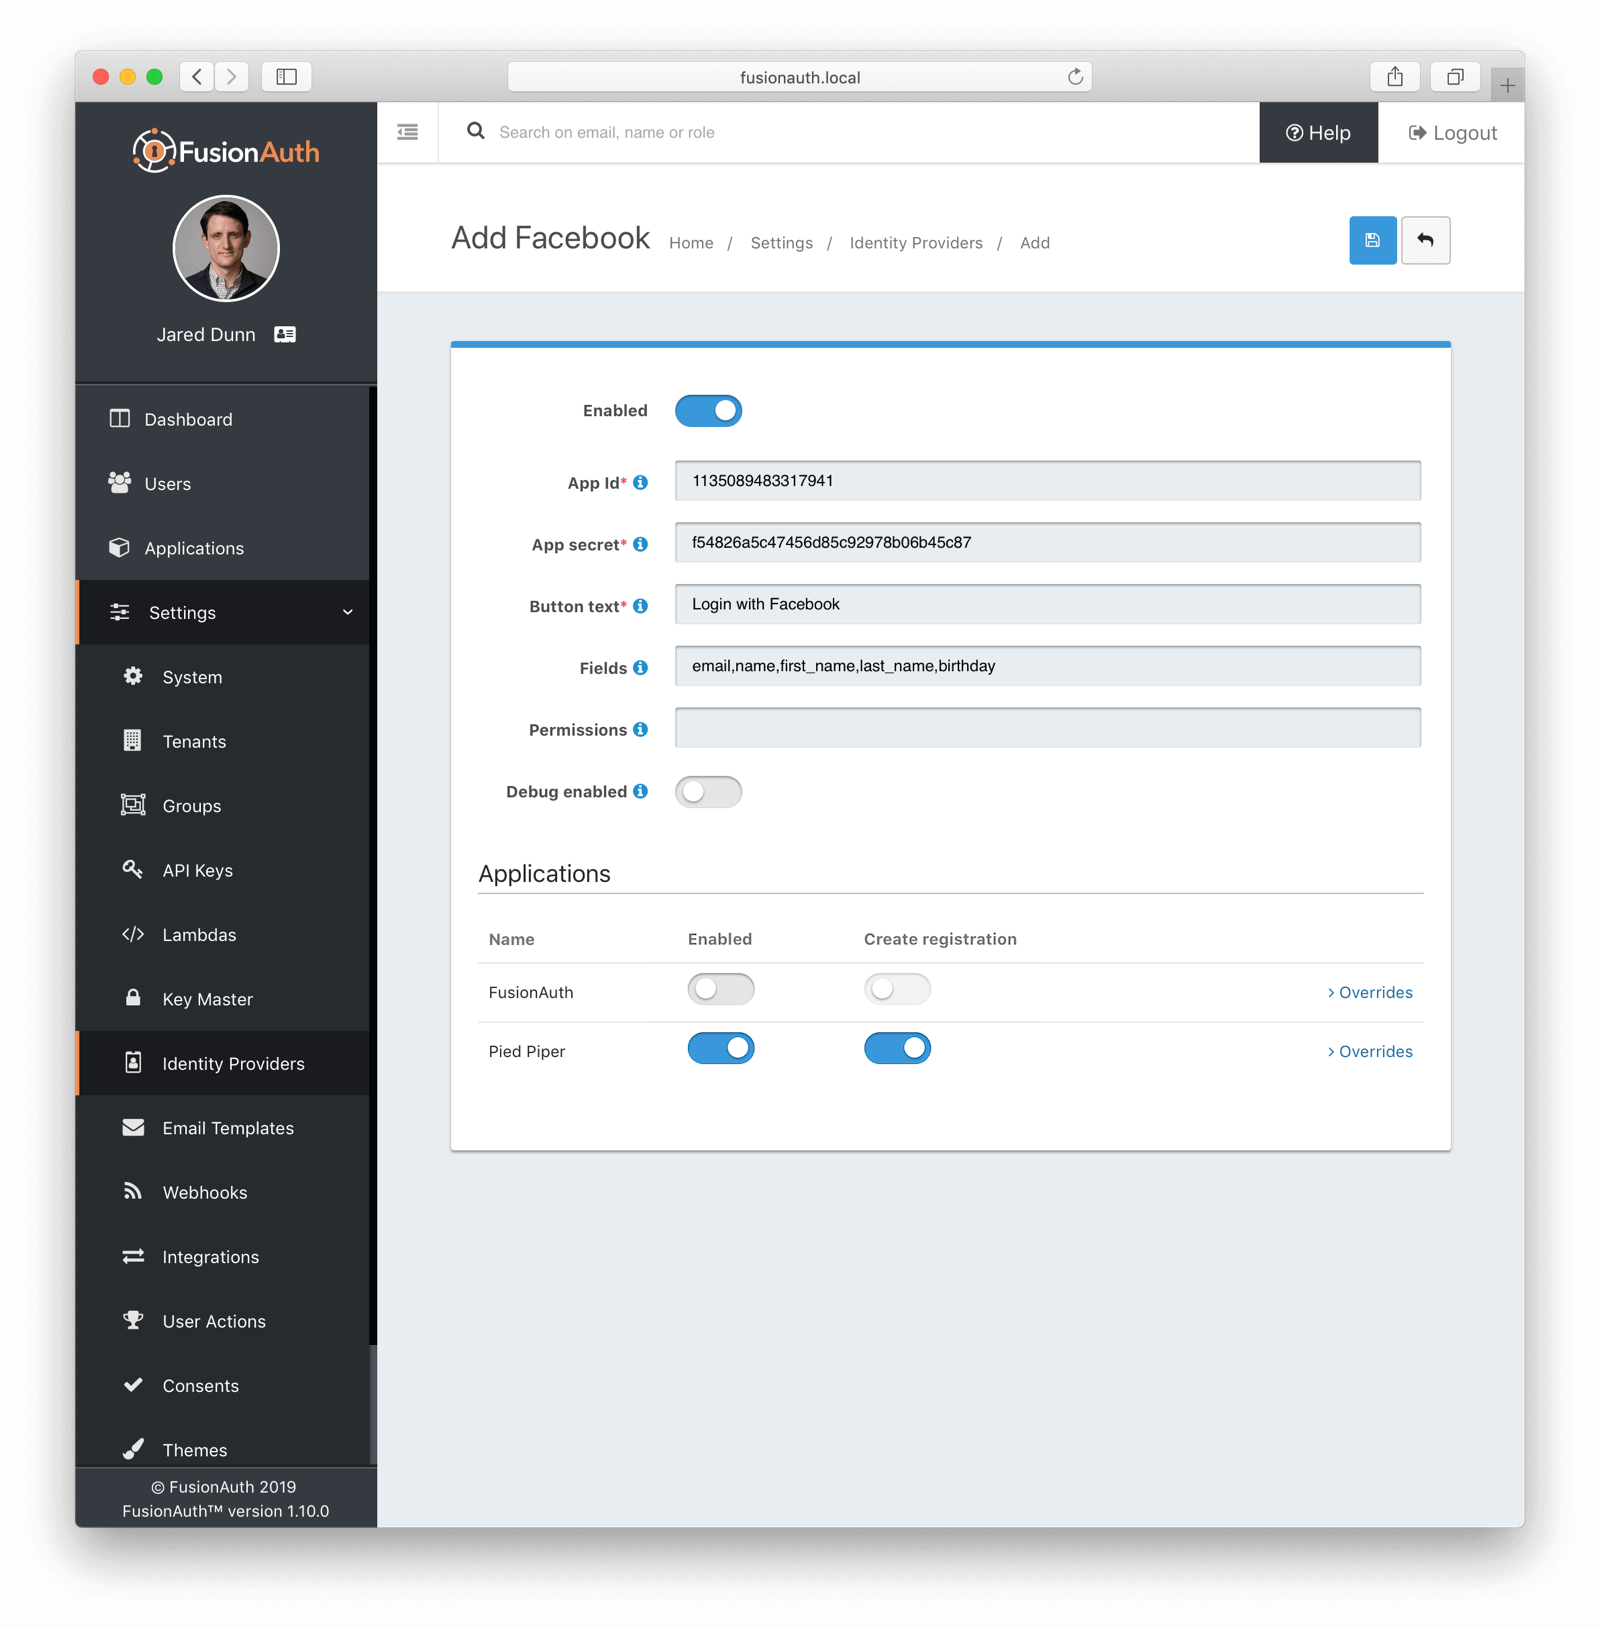 fusionauth.local
FusionAuth
Search on email, name or role
Help
Logout
Jared Dunn
Add Facebook
Home / Settings / Identity Providers / Add
Dashboard
Users
Applications
Settings
System
Tenants
Groups
API Keys
Lambdas
Key Master
Identity Providers
Email Templates
Webhooks
Integrations
User Actions
Consents
Themes
© FusionAuth 2019
FusionAuth™ version 1.10.0
Enabled
App Id* 1135089483317941
App secret* f54826a5c47456d85c92978b06b45c87
Button text* Login with Facebook
Fields email,name,first_name,last_name,birthday
Permissions
Debug enabled
Applications
Name Enabled Create registration
FusionAuth > Overrides
Pied Piper > Overrides